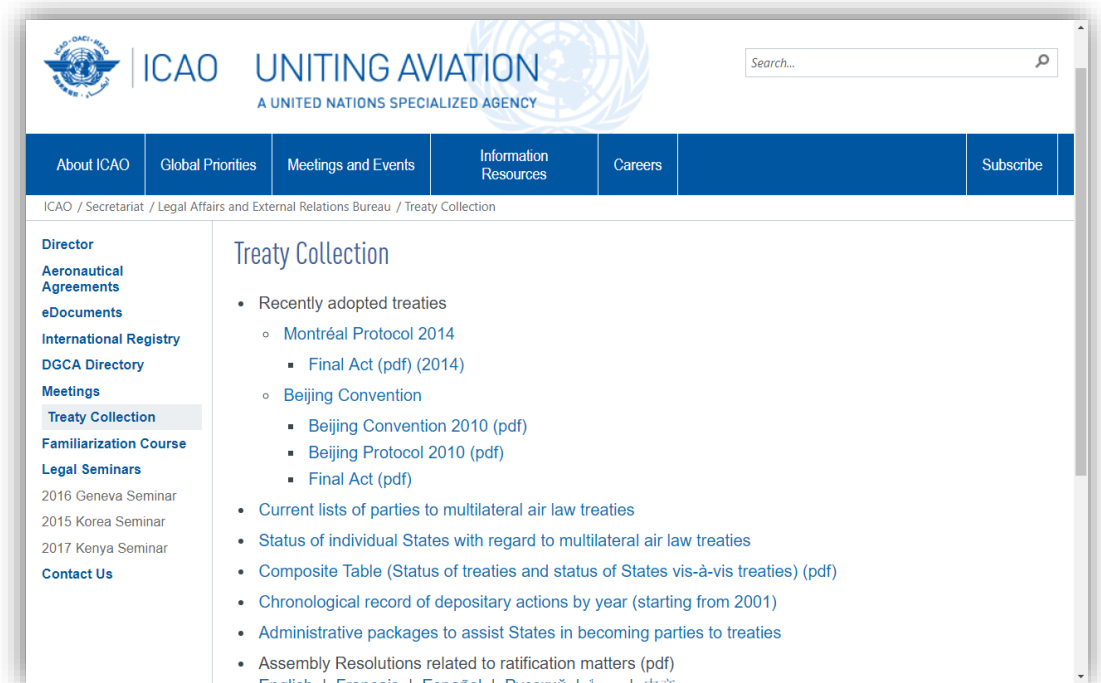 ICAO · OACI · ИКАО
ICAO
UNITING AVIATION
A UNITED NATIONS SPECIALIZED AGENCY
Search...
About ICAO
Global Priorities
Meetings and Events
Information
Resources
Careers
Subscribe
ICAO / Secretariat / Legal Affairs and External Relations Bureau / Treaty Collection
Director
Aeronautical
Agreements
eDocuments
International Registry
DGCA Directory
Meetings
Treaty Collection
Familiarization Course
Legal Seminars
2016 Geneva Seminar
2015 Korea Seminar
2017 Kenya Seminar
Contact Us
Treaty Collection
• Recently adopted treaties
◦ Montréal Protocol 2014
▪ Final Act (pdf) (2014)
◦ Beijing Convention
▪ Beijing Convention 2010 (pdf)
▪ Beijing Protocol 2010 (pdf)
▪ Final Act (pdf)
• Current lists of parties to multilateral air law treaties
• Status of individual States with regard to multilateral air law treaties
• Composite Table (Status of treaties and status of States vis-à-vis treaties) (pdf)
• Chronological record of depositary actions by year (starting from 2001)
• Administrative packages to assist States in becoming parties to treaties
• Assembly Resolutions related to ratification matters (pdf)
English | Français | Español | Русский |